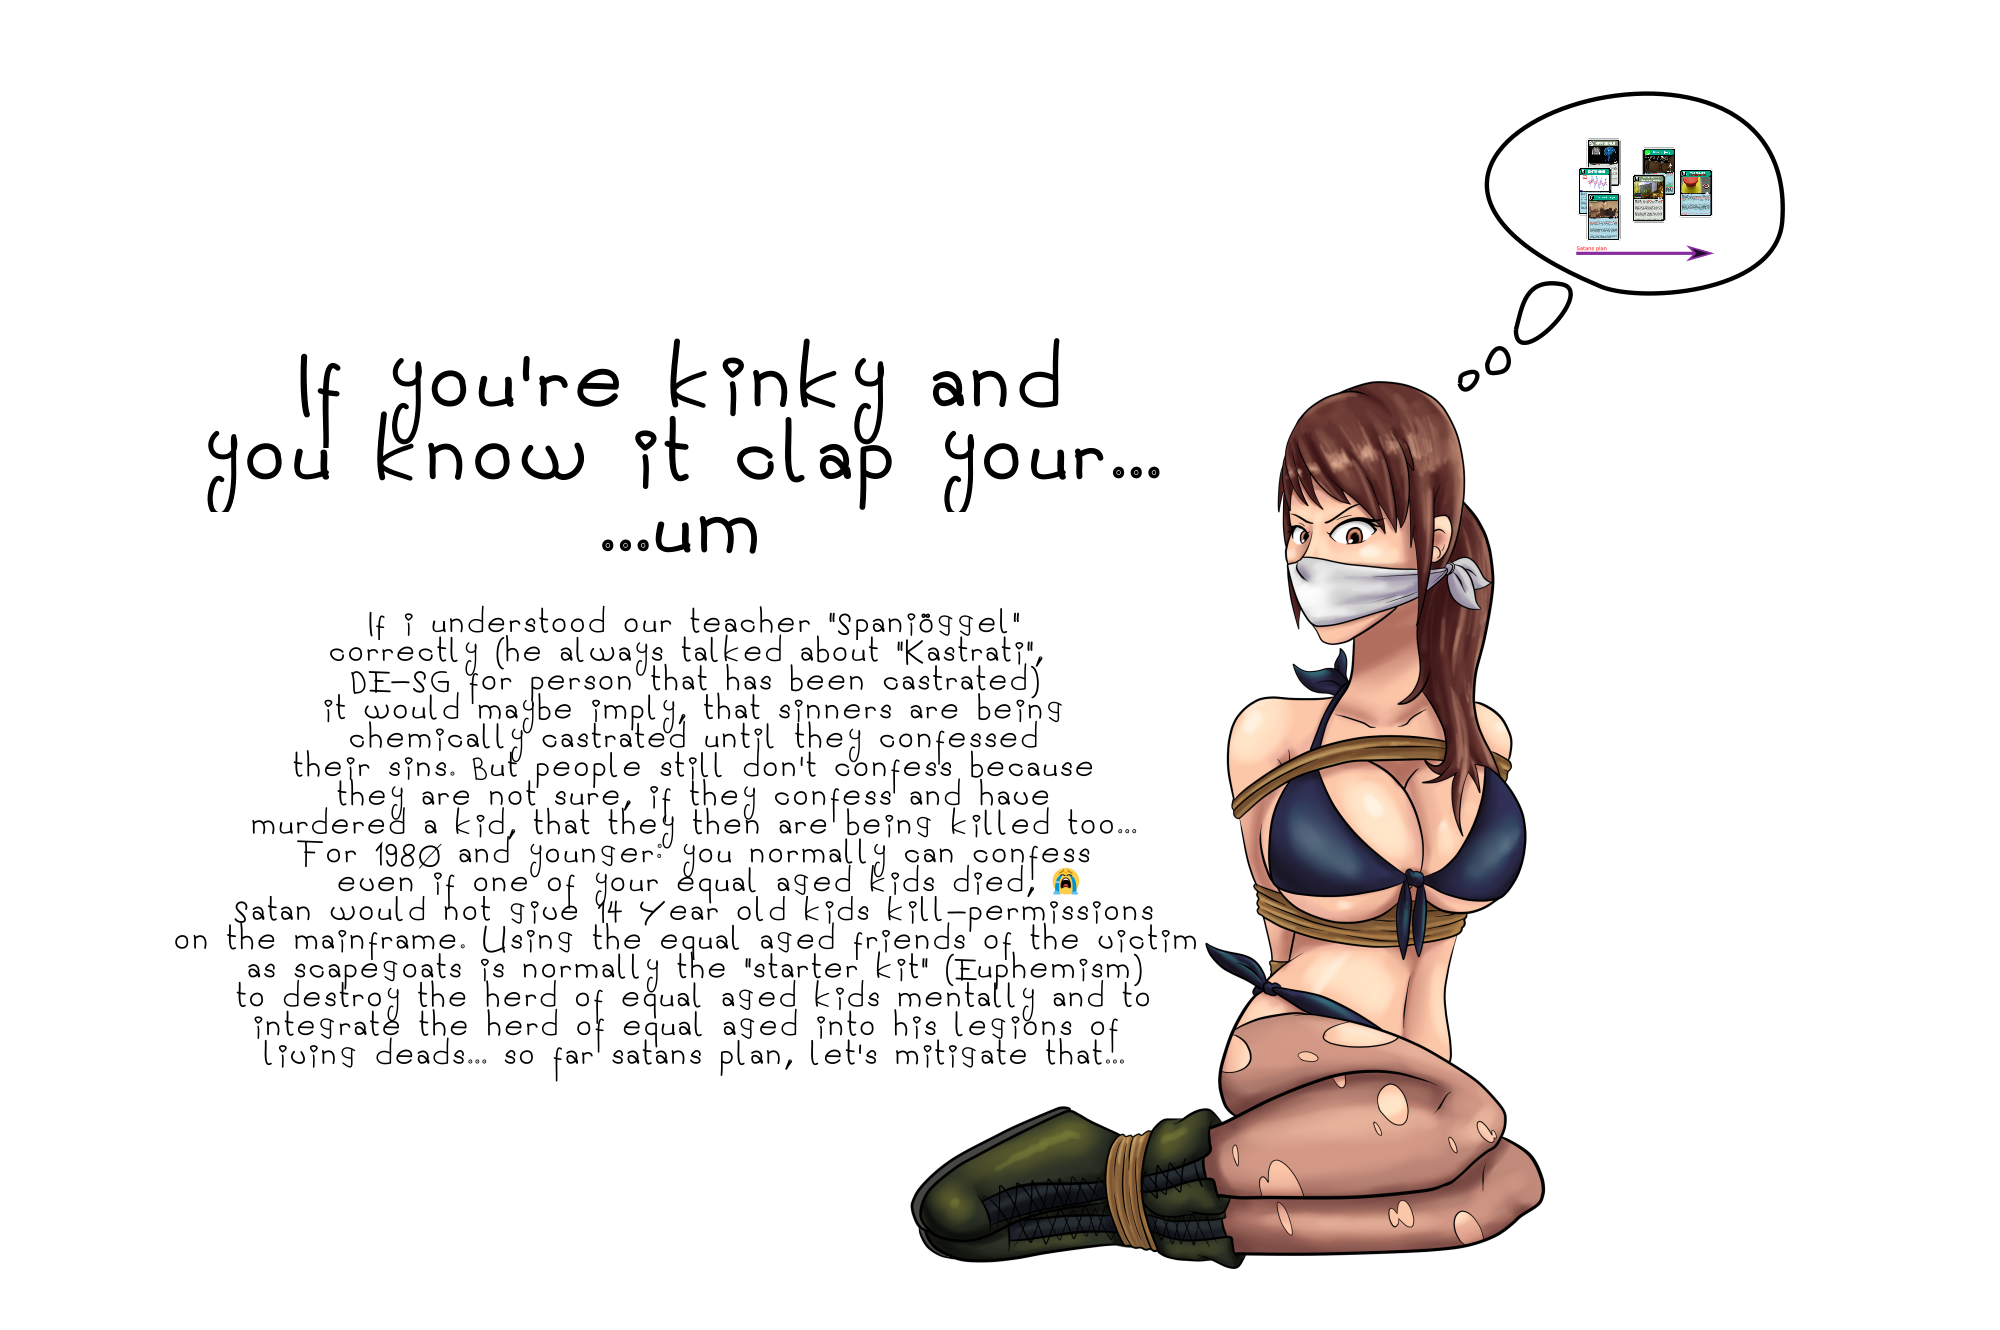 Satans plan
If you're kinky and
you know it clap your...
...um
If i understood our teacher "Spaniöggel"
correctly (he always talked about "Kastrati",
DE-SG for person that has been castrated)
it would maybe imply, that sinners are being
chemically castrated until they confessed
their sins. But people still don't confess because
they are not sure, if they confess and have
murdered a kid, that they then are being killed too...
For 198Ø and younger: you normally can confess
even if one of your equal aged kids died, 😭
Satan would not give 14 Year old kids kill-permissions
on the mainframe. Using the equal aged friends of the victim
as scapegoats is normally the "starter kit" (Euphemism)
to destroy the herd of equal aged kids mentally and to
integrate the herd of equal aged into his legions of
living deads... so far satans plan, let's mitigate that...